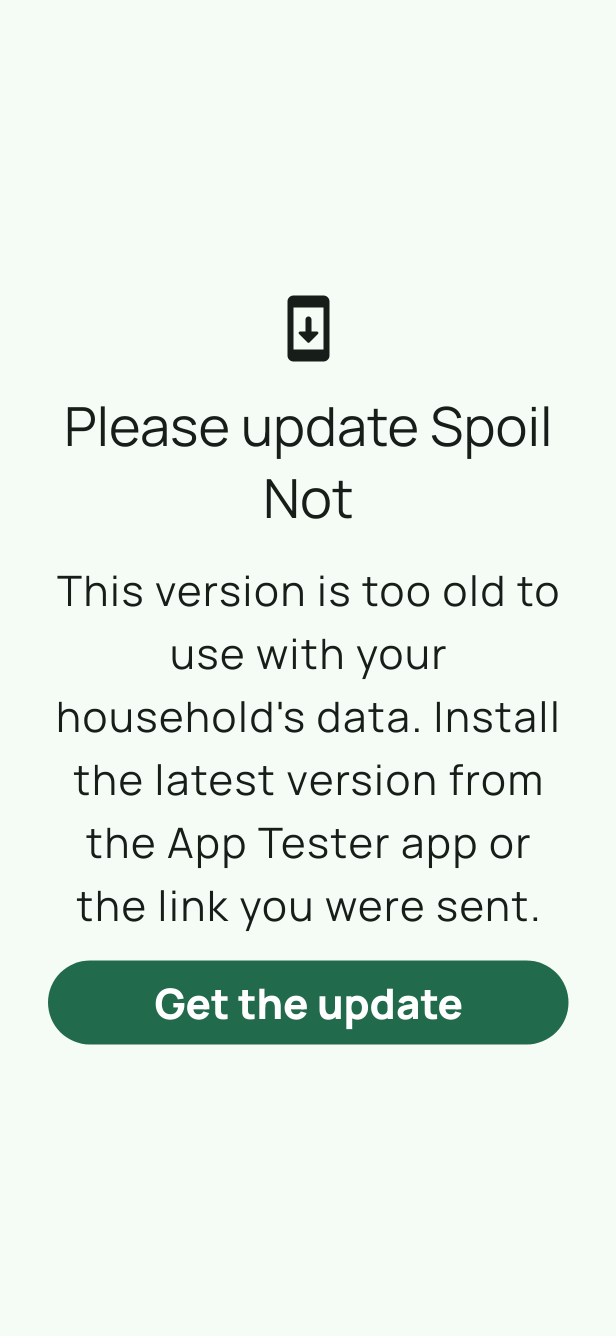 Please update Spoil
Not
This version is too old to
use with your
household's data. Install
the latest version from
the App Tester app or
the link you were sent.
Get the update